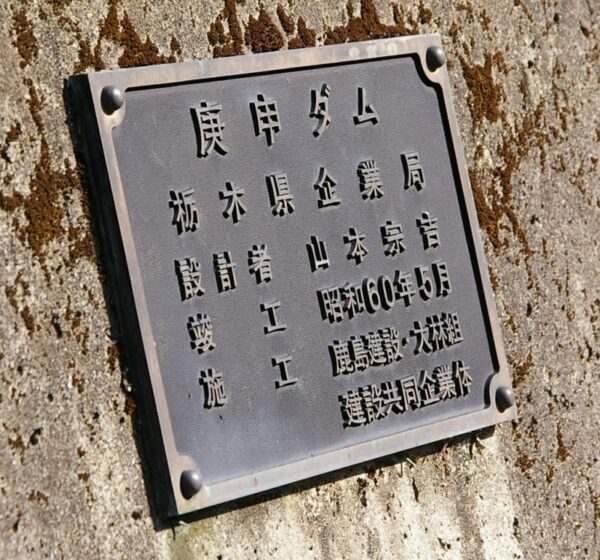 庚申ダム
栃木県企業局
設計者 山本宗吉
竣工 昭和60年5月
施工 鹿島建設・大林組
建設共同企業体